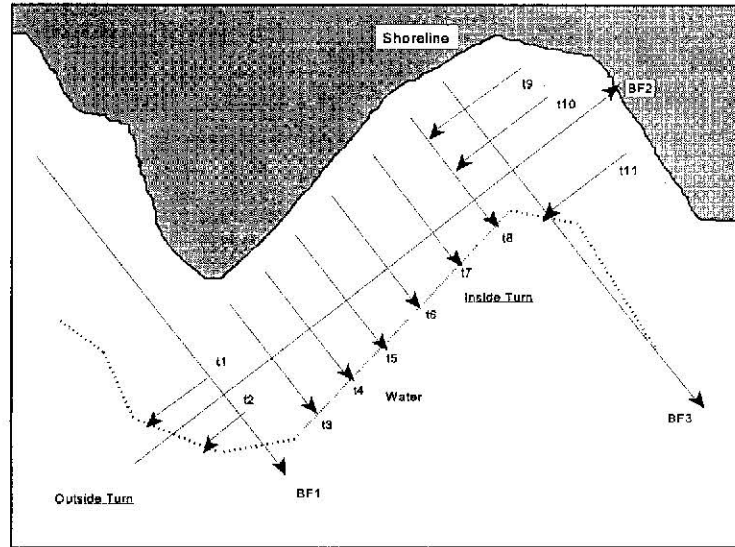 Shoreline
t9
BF2
t10
t11
t8
t7
Inside Turn
t6
t5
t1
t4
Water
t2
t3
BF3
BF1
Outside Turn